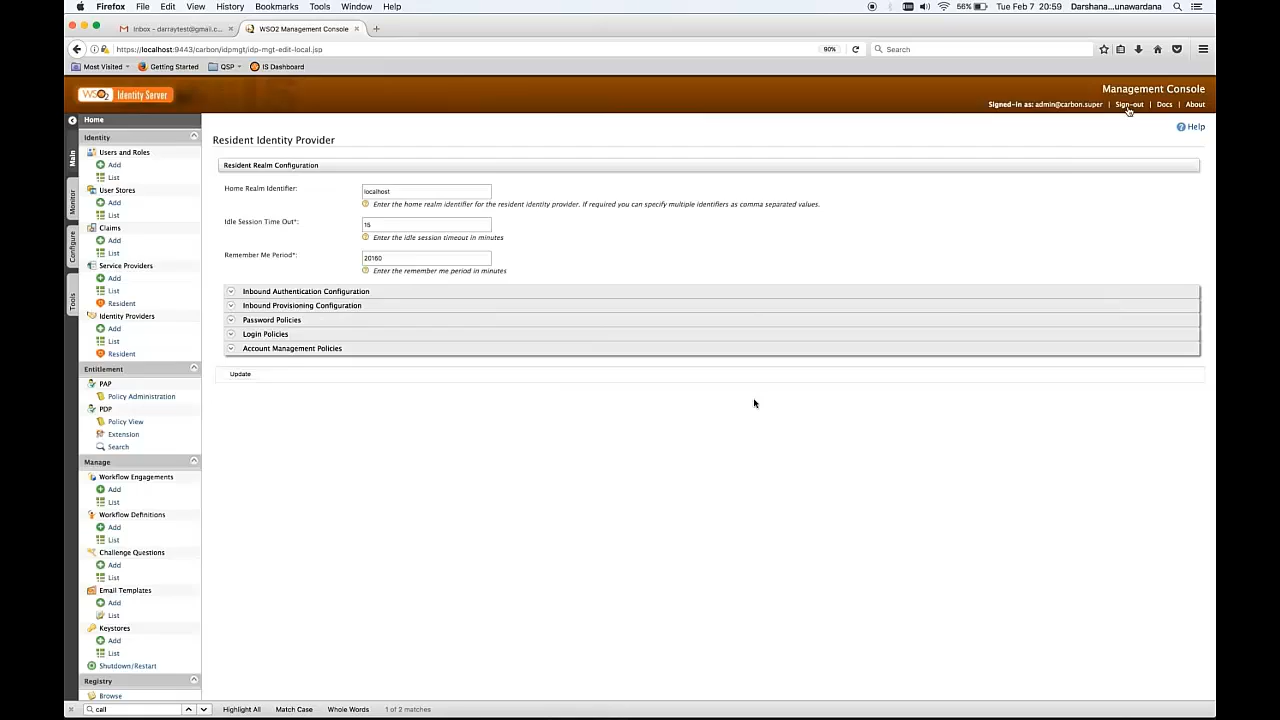 Firefox File Edit View History Bookmarks Tools Window Help 56% Tue Feb 7 20:59 Darshana...unawardana
Inbox - darraytest@gmail.c... WSO2 Management Console
https://localhost:9443/carbon/idpmgt/idp-mgt-edit-local.jsp 90% Search
Most Visited Getting Started QSP IS Dashboard
WSO2 Identity Server
Management Console
Signed-in as: admin@carbon.super | Sign-out | Docs | About
Home
Help
Main
Monitor
Configure
Tools
Identity
Users and Roles
Add
List
User Stores
Add
List
Claims
Add
List
Service Providers
Add
List
Resident
Identity Providers
Add
List
Resident
Entitlement
PAP
Policy Administration
PDP
Policy View
Extension
Search
Manage
Workflow Engagements
Add
List
Workflow Definitions
Add
List
Challenge Questions
Add
List
Email Templates
Add
List
Keystores
Add
List
Shutdown/Restart
Registry
Browse
Resident Identity Provider
Resident Realm Configuration
Home Realm Identifier: localhost
Enter the home realm identifier for the resident identity provider. If required you can specify multiple identifiers as comma separated values.
Idle Session Time Out*: 15
Enter the idle session timeout in minutes
Remember Me Period*: 20160
Enter the remember me period in minutes
Inbound Authentication Configuration
Inbound Provisioning Configuration
Password Policies
Login Policies
Account Management Policies
Update
call Highlight All Match Case Whole Words 1 of 2 matches